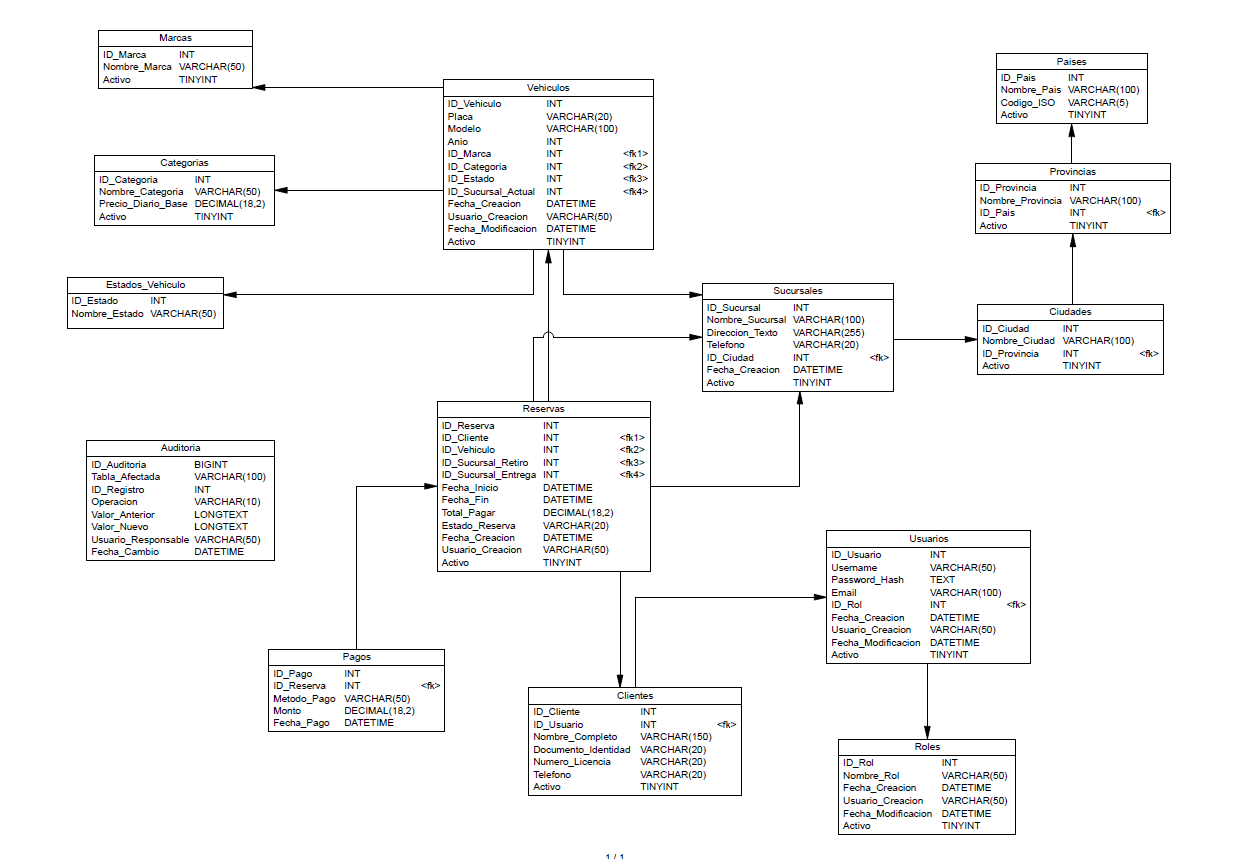 Marcas
ID_Marca INT
Nombre_Marca VARCHAR(50)
Activo TINYINT
Vehiculos
ID_Vehiculo INT
Placa VARCHAR(20)
Modelo VARCHAR(100)
Anio INT
ID_Marca INT <fk1>
ID_Categoria INT <fk2>
ID_Estado INT <fk3>
ID_Sucursal_Actual INT <fk4>
Fecha_Creacion DATETIME
Usuario_Creacion VARCHAR(50)
Fecha_Modificacion DATETIME
Activo TINYINT
Paises
ID_Pais INT
Nombre_Pais VARCHAR(100)
Codigo_ISO VARCHAR(5)
Activo TINYINT
Categorias
ID_Categoria INT
Nombre_Categoria VARCHAR(50)
Precio_Diario_Base DECIMAL(18,2)
Activo TINYINT
Provincias
ID_Provincia INT
Nombre_Provincia VARCHAR(100)
ID_Pais INT <fk>
Activo TINYINT
Estados_Vehiculo
ID_Estado INT
Nombre_Estado VARCHAR(50)
Sucursales
ID_Sucursal INT
Nombre_Sucursal VARCHAR(100)
Direccion_Texto VARCHAR(255)
Telefono VARCHAR(20)
ID_Ciudad INT <fk>
Fecha_Creacion DATETIME
Activo TINYINT
Ciudades
ID_Ciudad INT
Nombre_Ciudad VARCHAR(100)
ID_Provincia INT <fk>
Activo TINYINT
Reservas
ID_Reserva INT
ID_Cliente INT <fk1>
ID_Vehiculo INT <fk2>
ID_Sucursal_Retiro INT <fk3>
ID_Sucursal_Entrega INT <fk4>
Fecha_Inicio DATETIME
Fecha_Fin DATETIME
Total_Pagar DECIMAL(18,2)
Estado_Reserva VARCHAR(20)
Fecha_Creacion DATETIME
Usuario_Creacion VARCHAR(50)
Activo TINYINT
Auditoria
ID_Auditoria BIGINT
Tabla_Afectada VARCHAR(100)
ID_Registro INT
Operacion VARCHAR(10)
Valor_Anterior LONGTEXT
Valor_Nuevo LONGTEXT
Usuario_Responsable VARCHAR(50)
Fecha_Cambio DATETIME
Usuarios
ID_Usuario INT
Username VARCHAR(50)
Password_Hash TEXT
Email VARCHAR(100)
ID_Rol INT <fk>
Fecha_Creacion DATETIME
Usuario_Creacion VARCHAR(50)
Fecha_Modificacion DATETIME
Activo TINYINT
Pagos
ID_Pago INT
ID_Reserva INT <fk>
Metodo_Pago VARCHAR(50)
Monto DECIMAL(18,2)
Fecha_Pago DATETIME
Clientes
ID_Cliente INT
ID_Usuario INT <fk>
Nombre_Completo VARCHAR(150)
Documento_Identidad VARCHAR(20)
Numero_Licencia VARCHAR(20)
Telefono VARCHAR(20)
Activo TINYINT
Roles
ID_Rol INT
Nombre_Rol VARCHAR(50)
Fecha_Creacion DATETIME
Usuario_Creacion VARCHAR(50)
Fecha_Modificacion DATETIME
Activo TINYINT
1 / 1